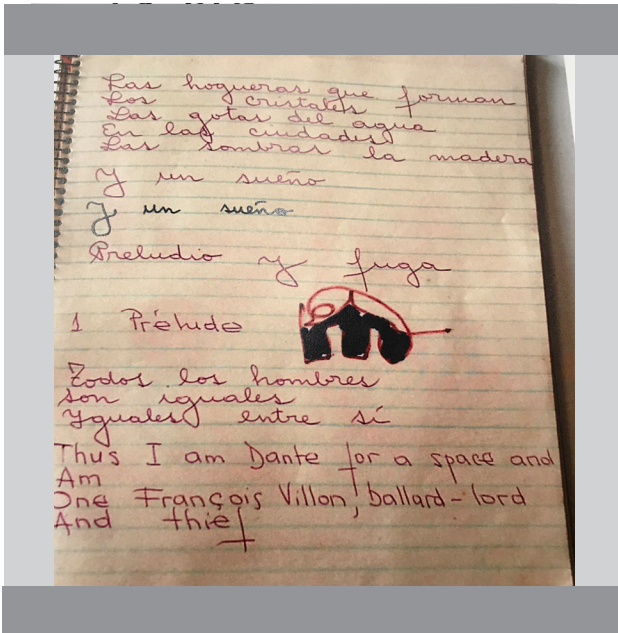 Las hogueras que forman
Los cristales
Las gotas del agua
En las ciudades
Las sombras la madera
Y un sueño
Y un sueño
Preludio y fuga
1 Prélude
Todos los hombres
son iguales
Yguales entre sí
Thus I am Dante for a space and
Am
One François Villon, ballard-lord
And thief